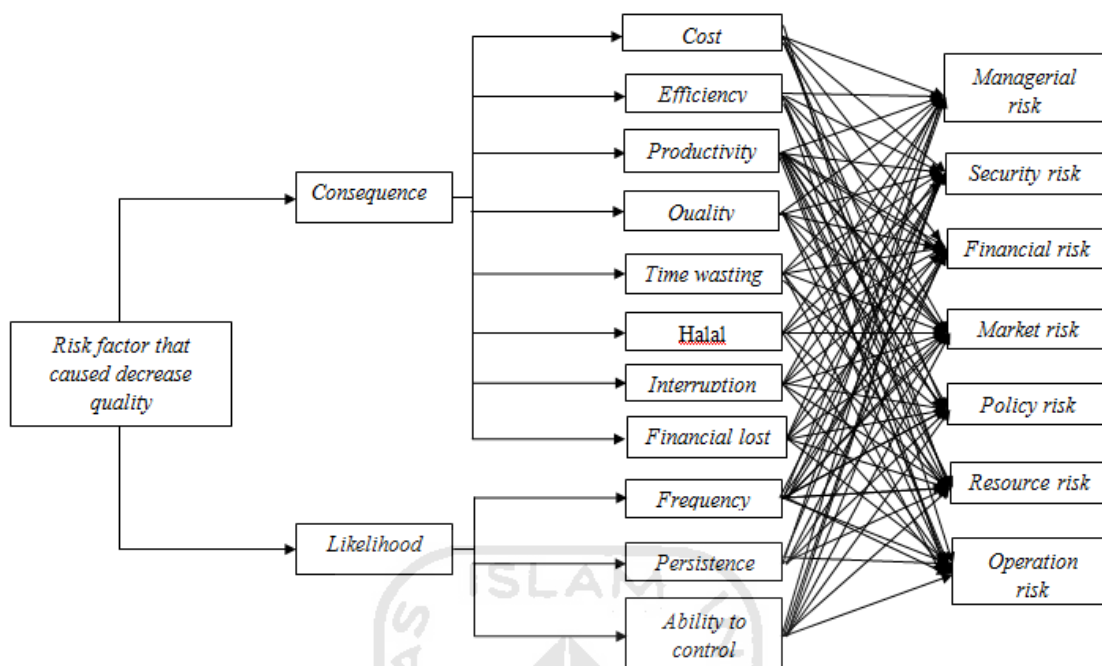 Cost
Efficiency
Productivity
Quality
Time wasting
Halal
Interruption
Financial lost
Frequency
Persistence
Ability to
control
Consequence
Likelihood
Risk factor that
caused decrease
quality
Managerial
risk
Security risk
Financial risk
Market risk
Policy risk
Resource risk
Operation
risk
ISLAM
AS